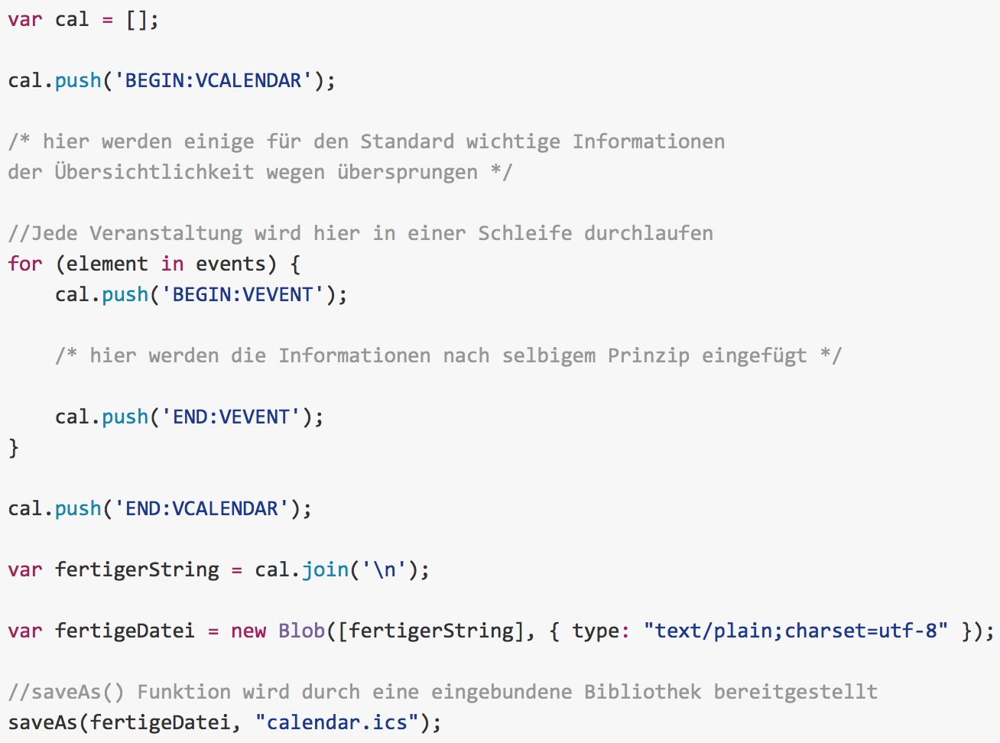 var cal = [];
cal.push('BEGIN:VCALENDAR');
/* hier werden einige für den Standard wichtige Informationen
der Übersichtlichkeit wegen übersprungen */
//Jede Veranstaltung wird hier in einer Schleife durchlaufen
for (element in events) {
    cal.push('BEGIN:VEVENT');
    /* hier werden die Informationen nach selbigem Prinzip eingefügt */
    cal.push('END:VEVENT');
}
cal.push('END:VCALENDAR');
var fertigerString = cal.join('\n');
var fertigeDatei = new Blob([fertigerString], { type: "text/plain;charset=utf-8" });
//saveAs() Funktion wird durch eine eingebundene Bibliothek bereitgestellt
saveAs(fertigeDatei, "calendar.ics");